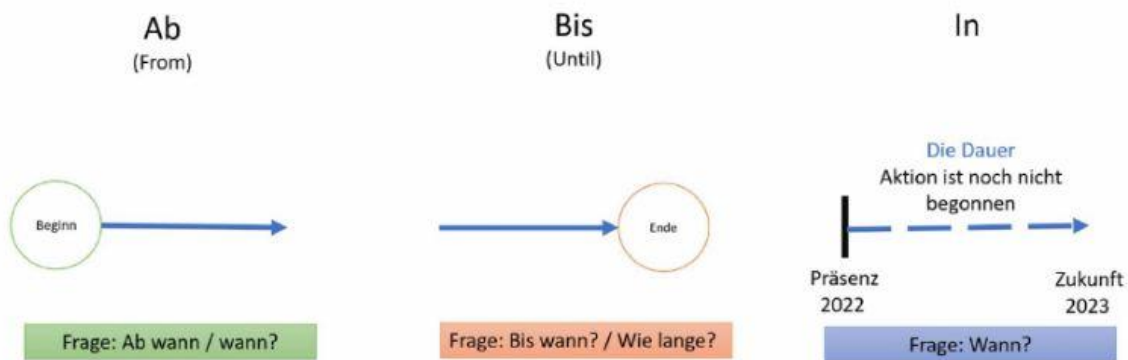 Ab
(From)
Beginn
Frage: Ab wann / wann?
Bis
(Until)
Ende
Frage: Bis wann? / Wie lange?
In
Die Dauer
Aktion ist noch nicht
begonnen
Präsenz
2022
Zukunft
2023
Frage: Wann?